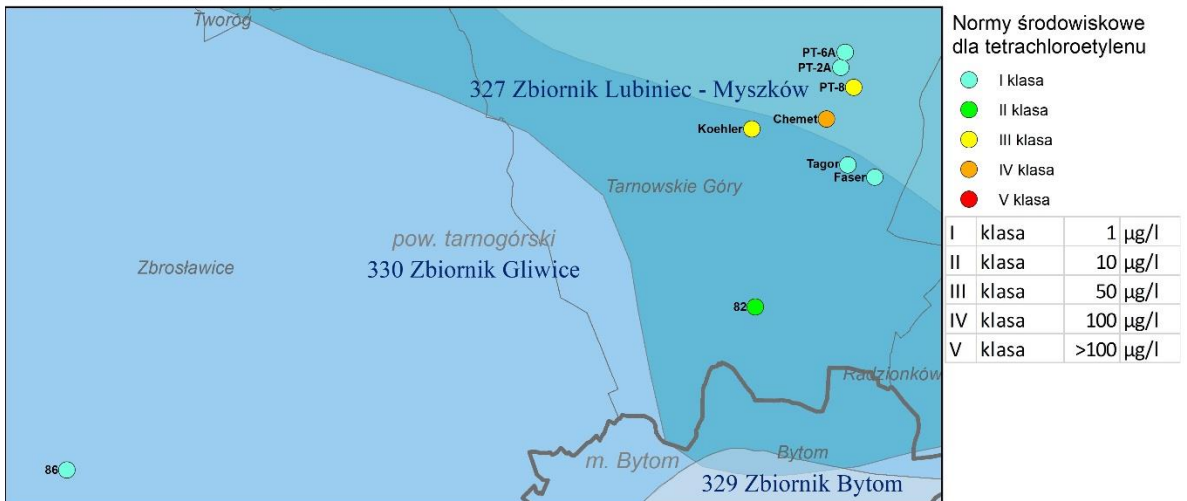 Tworóg
PT-6A
PT-2A
327 Zbiornik Lubiniec - Myszków
PT-8
Chemet
Koehler
Tagor
Faser
Tarnowskie Góry
pow. tarnogórski
Zbrosławice
330 Zbiornik Gliwice
82
Radzionków
Bytom
m. Bytom
86
329 Zbiornik Bytom
Normy środowiskowe
dla tetrachloroetylenu
I klasa
II klasa
III klasa
IV klasa
V klasa
I klasa 1 µg/l
II klasa 10 µg/l
III klasa 50 µg/l
IV klasa 100 µg/l
V klasa >100 µg/l